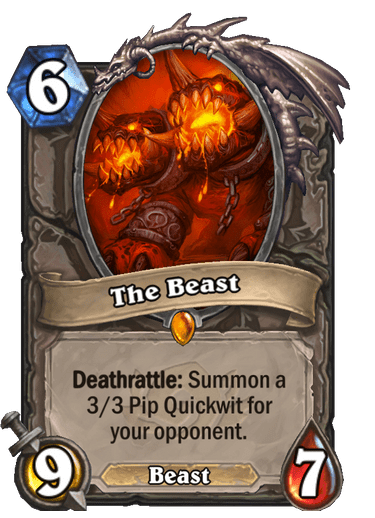 6
The Beast
Deathrattle: Summon a
3/3 Pip Quickwit for
your opponent.
9
Beast
7